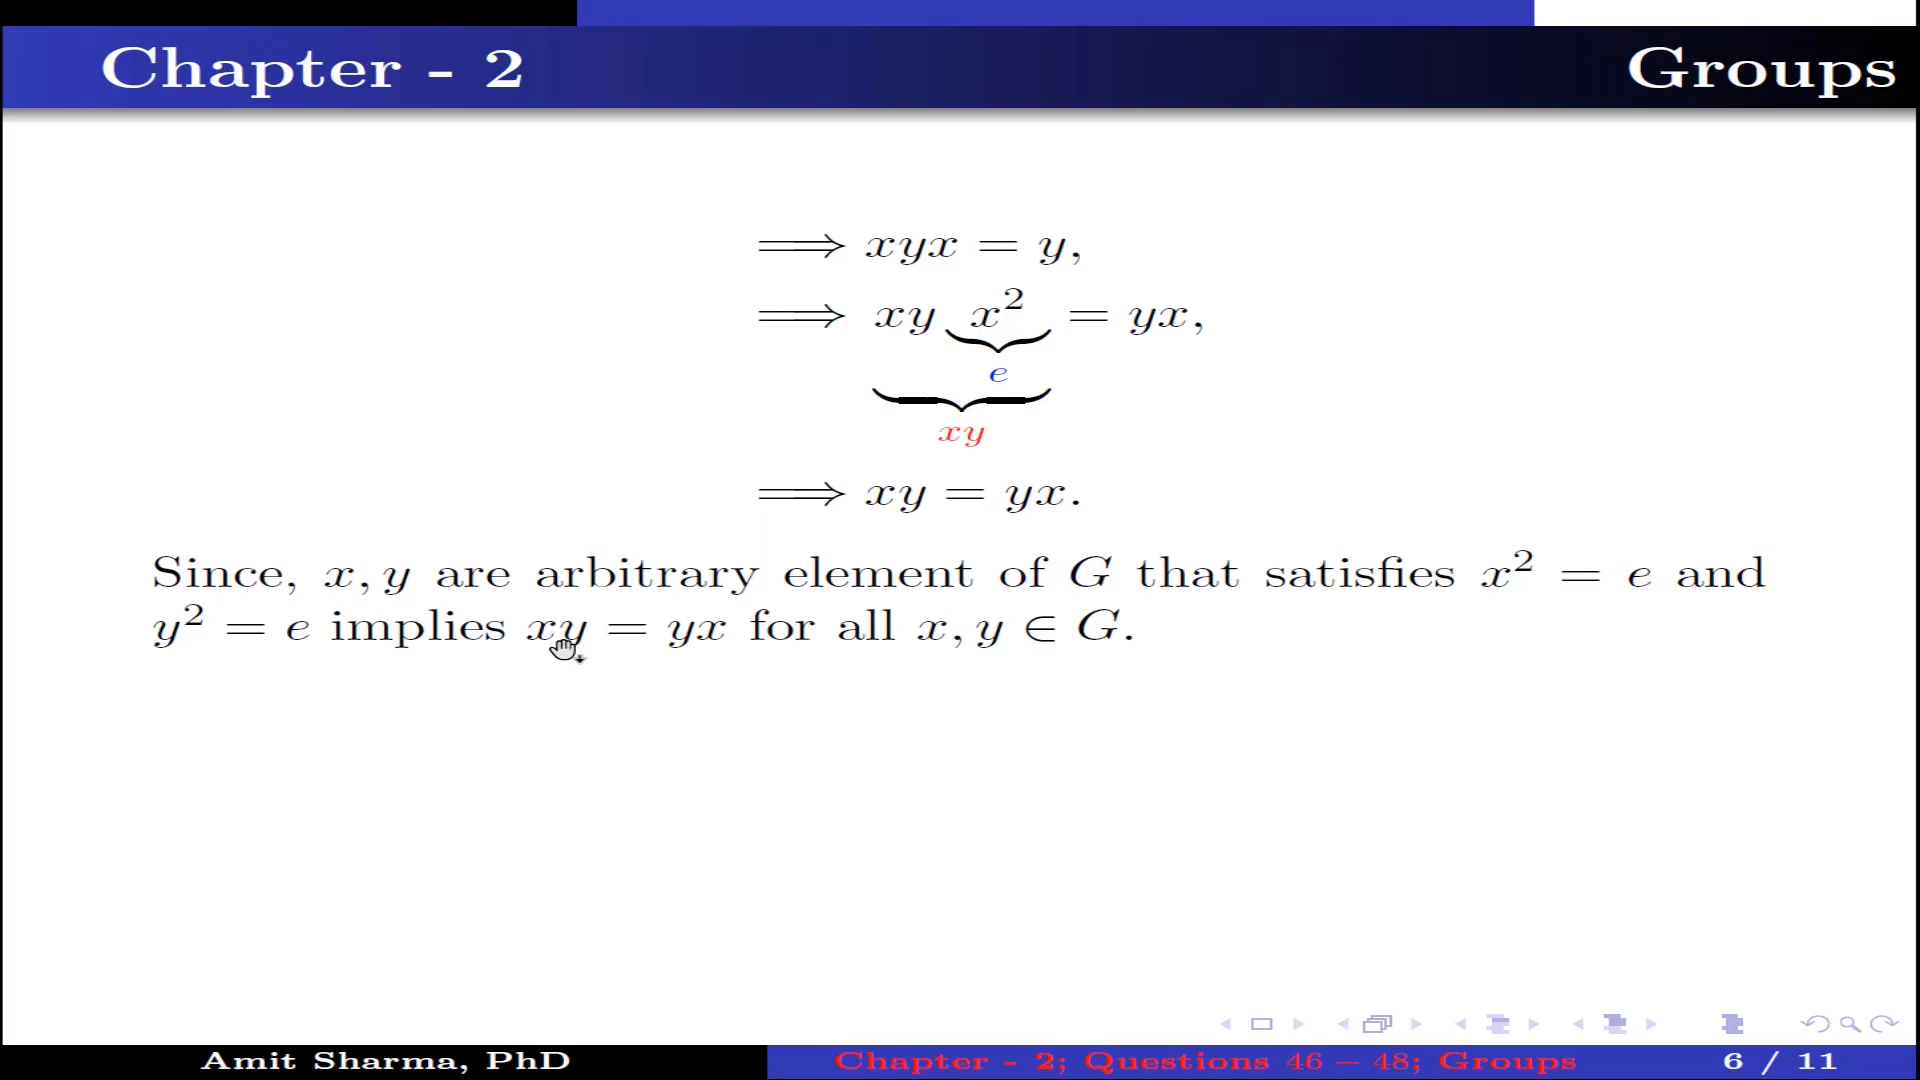 Chapter - 2 Groups
⟹ xyx = y,
⟹ xy x² = yx,
e
xy
⟹ xy = yx.
Since, x, y are arbitrary element of G that satisfies x² = e and
y² = e implies xy = yx for all x, y ∈ G.
Amit Sharma, PhD Chapter - 2; Questions 46 – 48; Groups 6 / 11